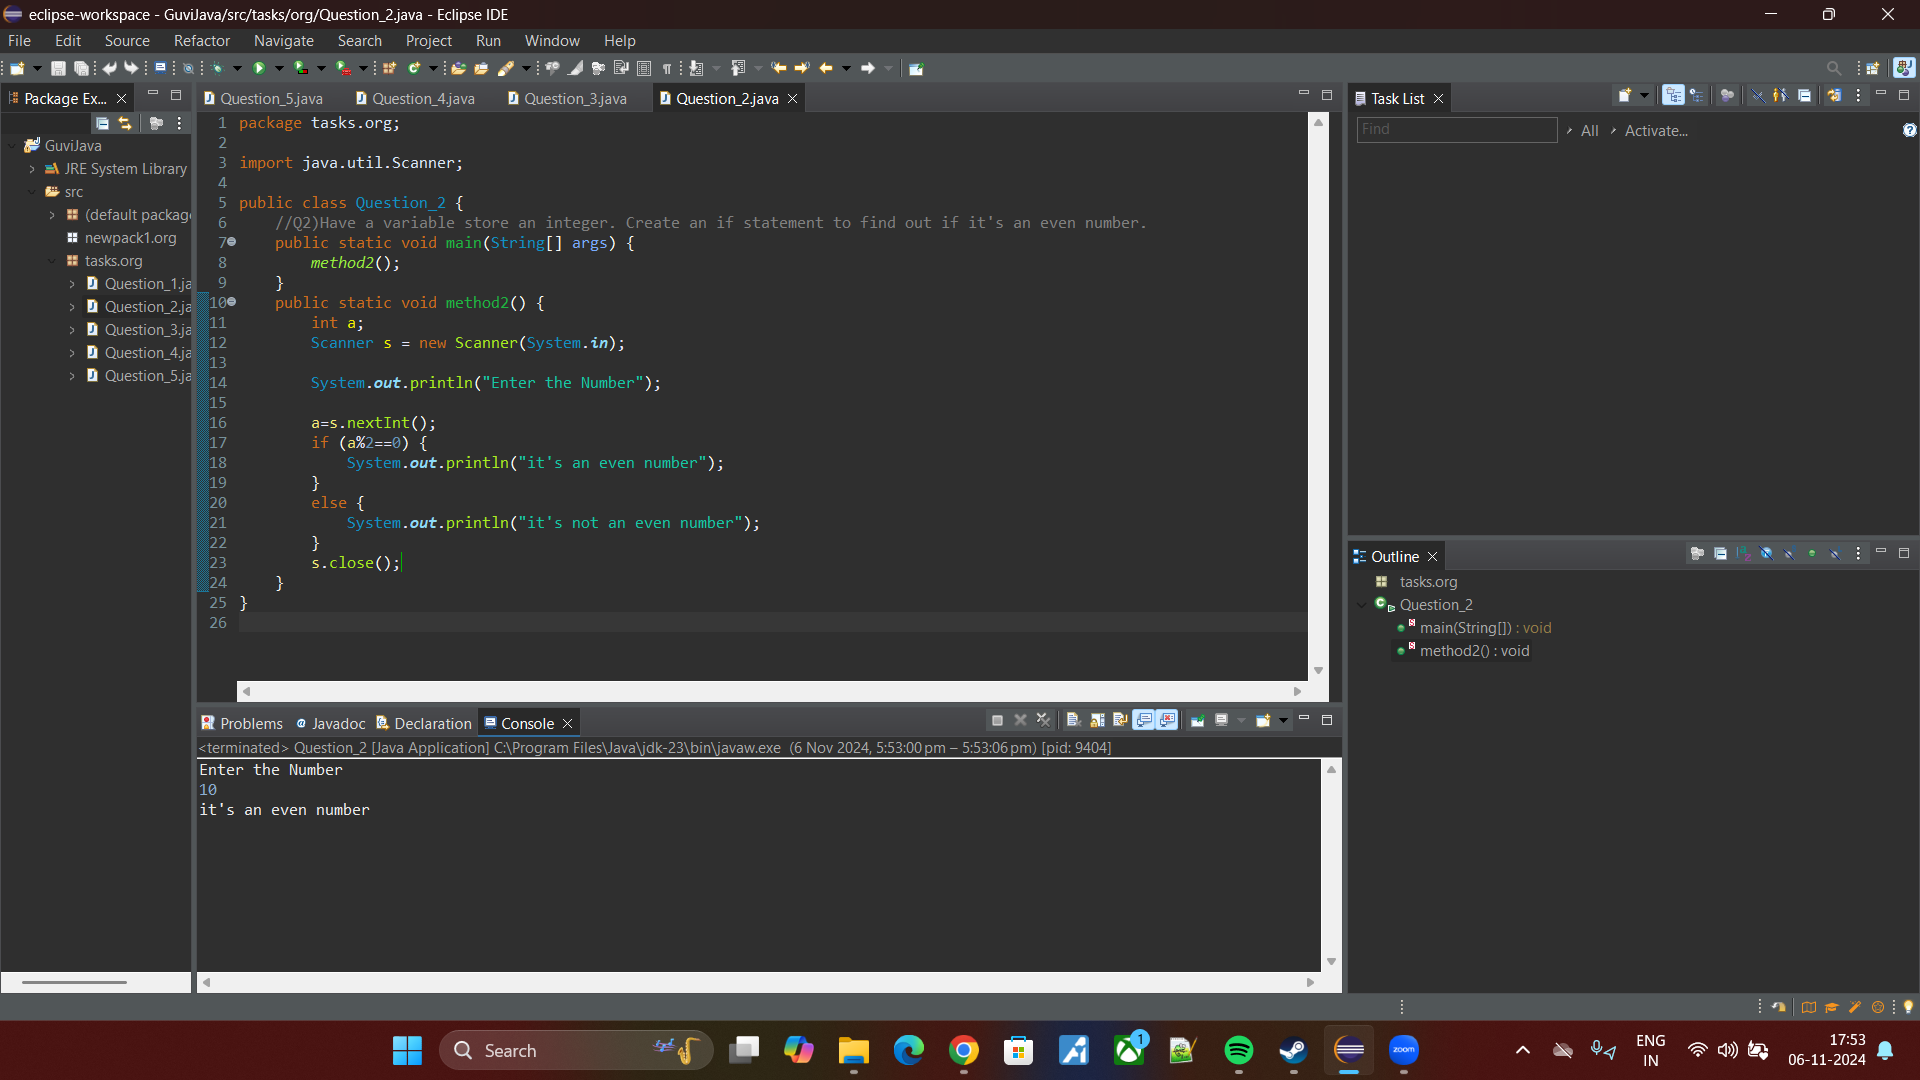 eclipse-workspace - GuviJava/src/tasks/org/Question_2.java - Eclipse IDE
File Edit Source Refactor Navigate Search Project Run Window Help
Package Ex...
Question_5.java Question_4.java Question_3.java Question_2.java
GuviJava
JRE System Library
src
(default packag
newpack1.org
tasks.org
Question_1.ja
Question_2.ja
Question_3.ja
Question_4.ja
Question_5.ja
1 package tasks.org;
2
3 import java.util.Scanner;
4
5 public class Question_2 {
6 //Q2)Have a variable store an integer. Create an if statement to find out if it's an even number.
7 public static void main(String[] args) {
8 method2();
9 }
10 public static void method2() {
11 int a;
12 Scanner s = new Scanner(System.in);
13
14 System.out.println("Enter the Number");
15
16 a=s.nextInt();
17 if (a%2==0) {
18 System.out.println("it's an even number");
19 }
20 else {
21 System.out.println("it's not an even number");
22 }
23 s.close();
24 }
25 }
26
Task List
Find All Activate...
Outline
tasks.org
Question_2
main(String[]) : void
method2() : void
Problems Javadoc Declaration Console
<terminated> Question_2 [Java Application] C:\Program Files\Java\jdk-23\bin\javaw.exe (6 Nov 2024, 5:53:00 pm – 5:53:06 pm) [pid: 9404]
Enter the Number
10
it's an even number
Search
1
zoom
ENG
IN
17:53
06-11-2024